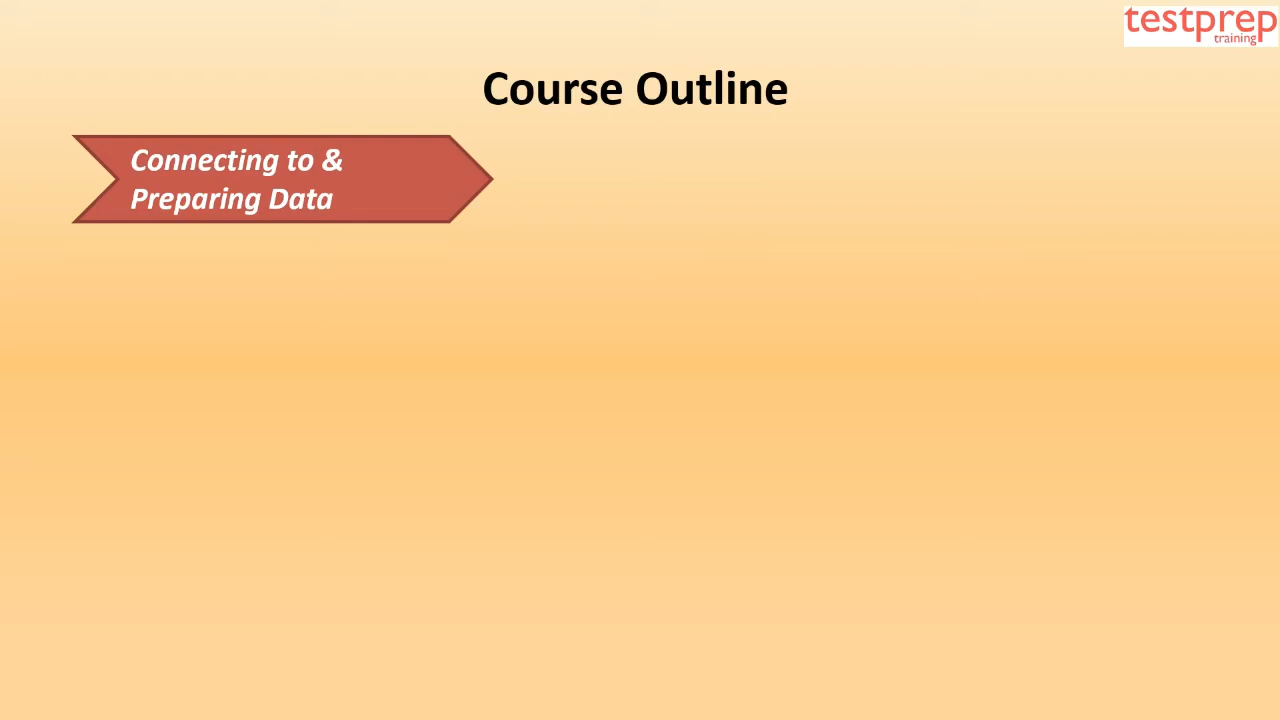 testprep
training
Course Outline
Connecting to &
Preparing Data